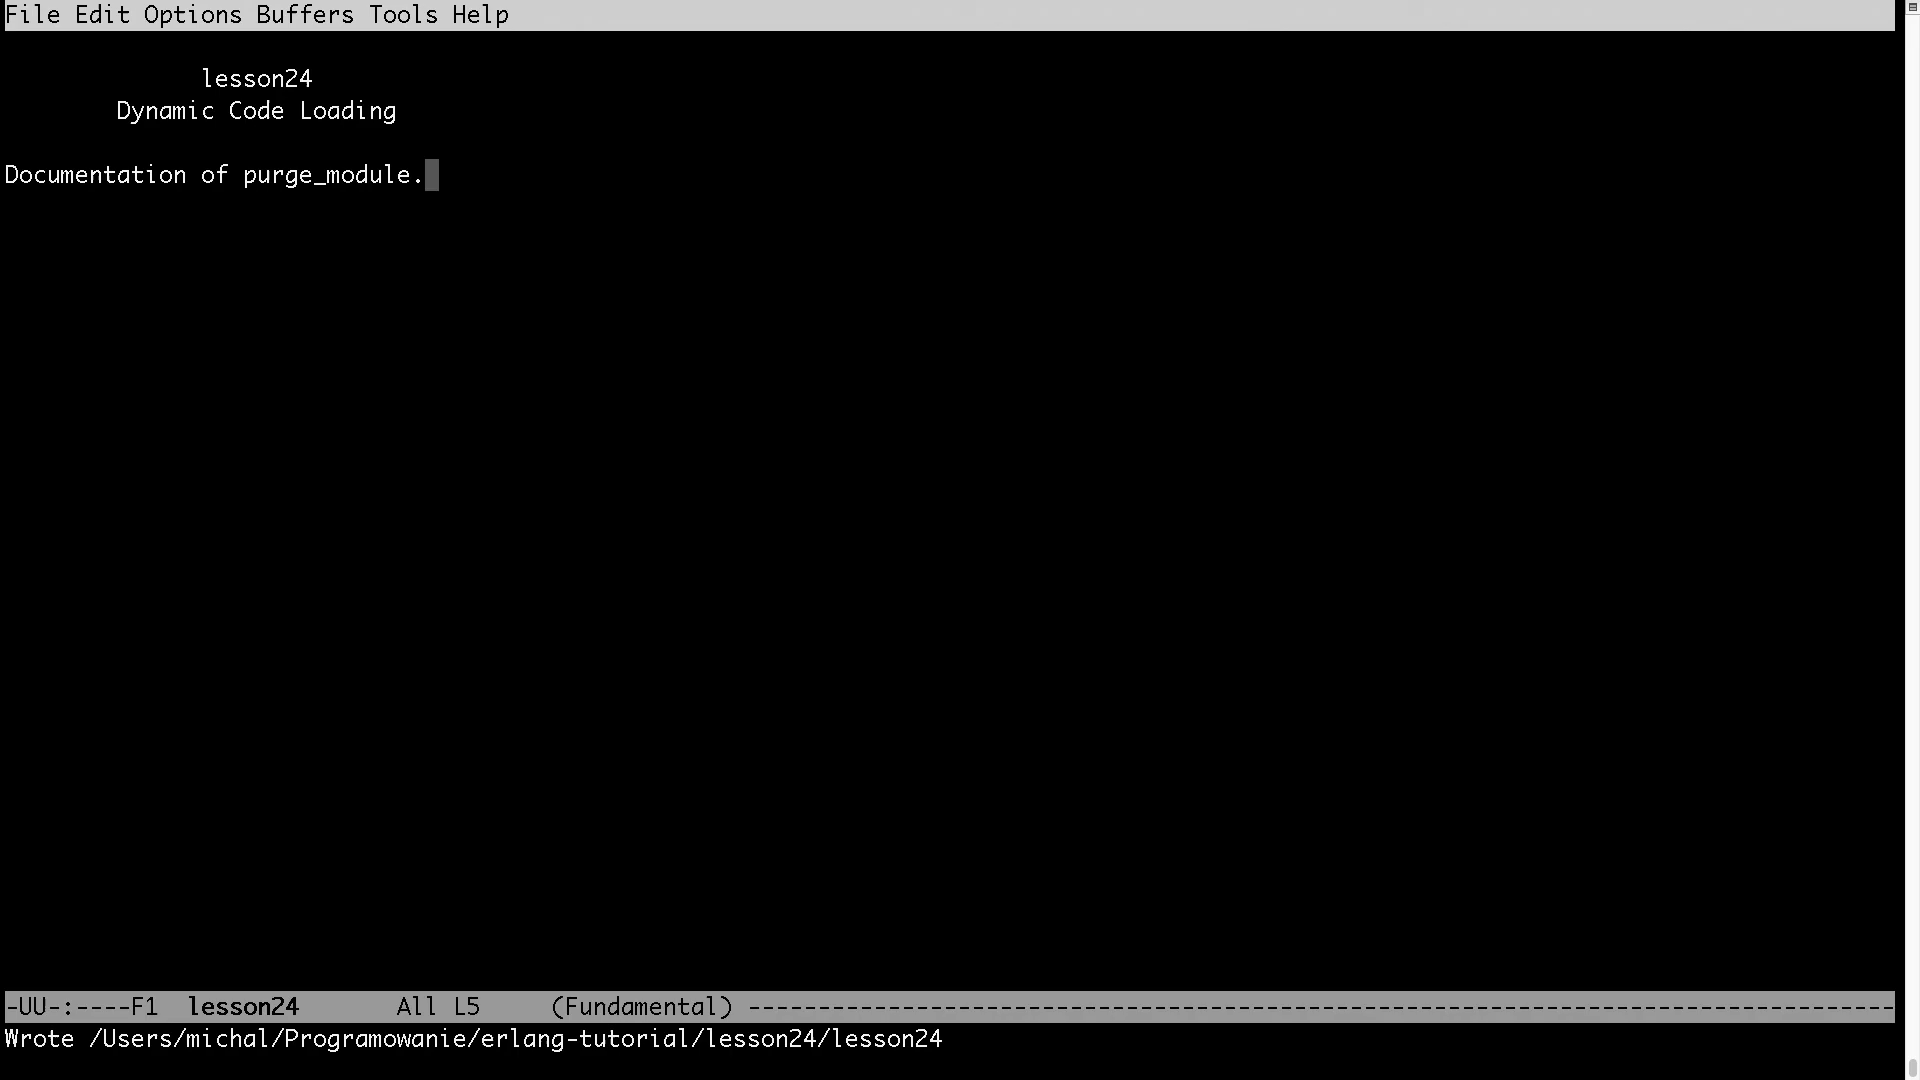 File Edit Options Buffers Tools Help
lesson24
Dynamic Code Loading
Documentation of purge_module.
-UU-:----F1  lesson24       All L5     (Fundamental) ----------------------------------------------------------------------------------
Wrote /Users/michal/Programowanie/erlang-tutorial/lesson24/lesson24